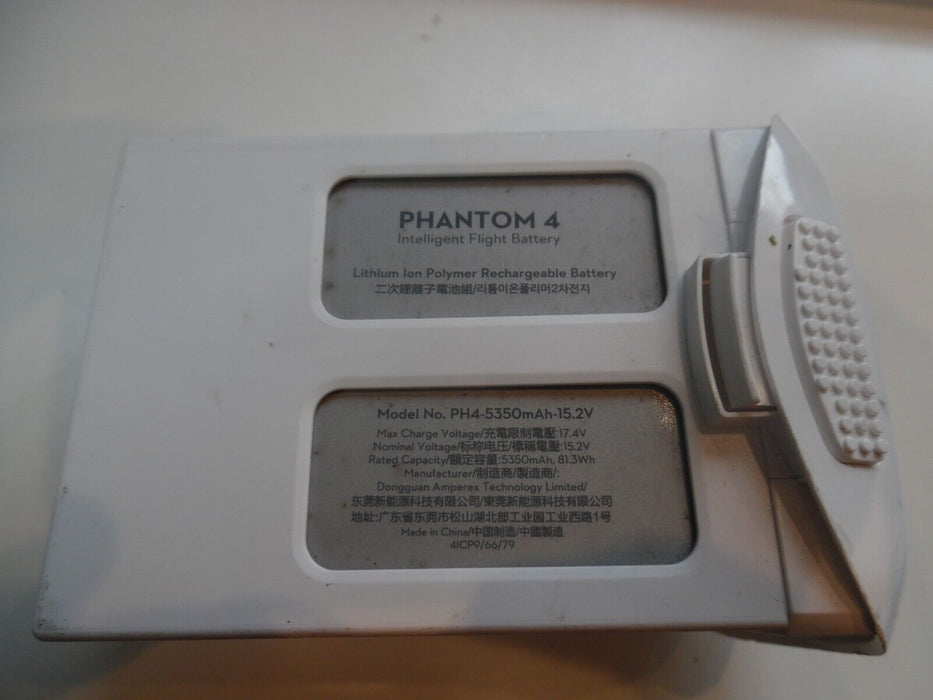 PHANTOM 4
Intelligent Flight Battery
Lithium Ion Polymer Rechargeable Battery
二次鋰離子電池組/리튬이온폴리머2차전지
Model No. PH4-5350mAh-15.2V
Max Charge Voltage/充電限制電壓:17.4V
Nominal Voltage/标称电压/標稱電壓:15.2V
Rated Capacity/額定容量:5350mAh, 81.3Wh
Manufacturer/制造商/製造商/:
Dongguan Amperex Technology Limited/
东莞新能源科技有限公司/東莞新能源科技有限公司
地址:广东省东莞市松山湖北部工业园工业西路1号
Made in China/中国制造/中國製造
4ICP9/66/79